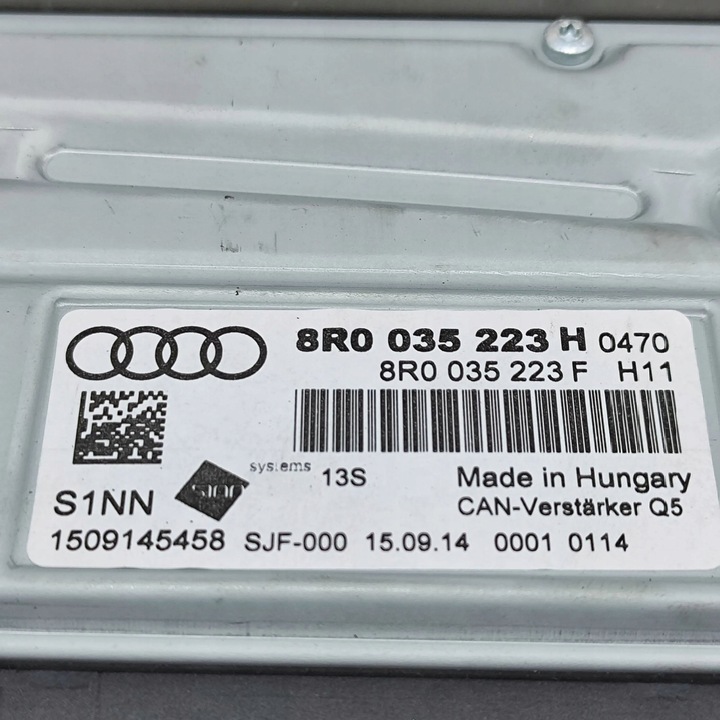 8R0 035 223 H 0470
8R0 035 223 F H11
systems 13S
Made in Hungary
S1NN
CAN-Verstärker Q5
1509145458 SJF-000 15.09.14 0001 0114